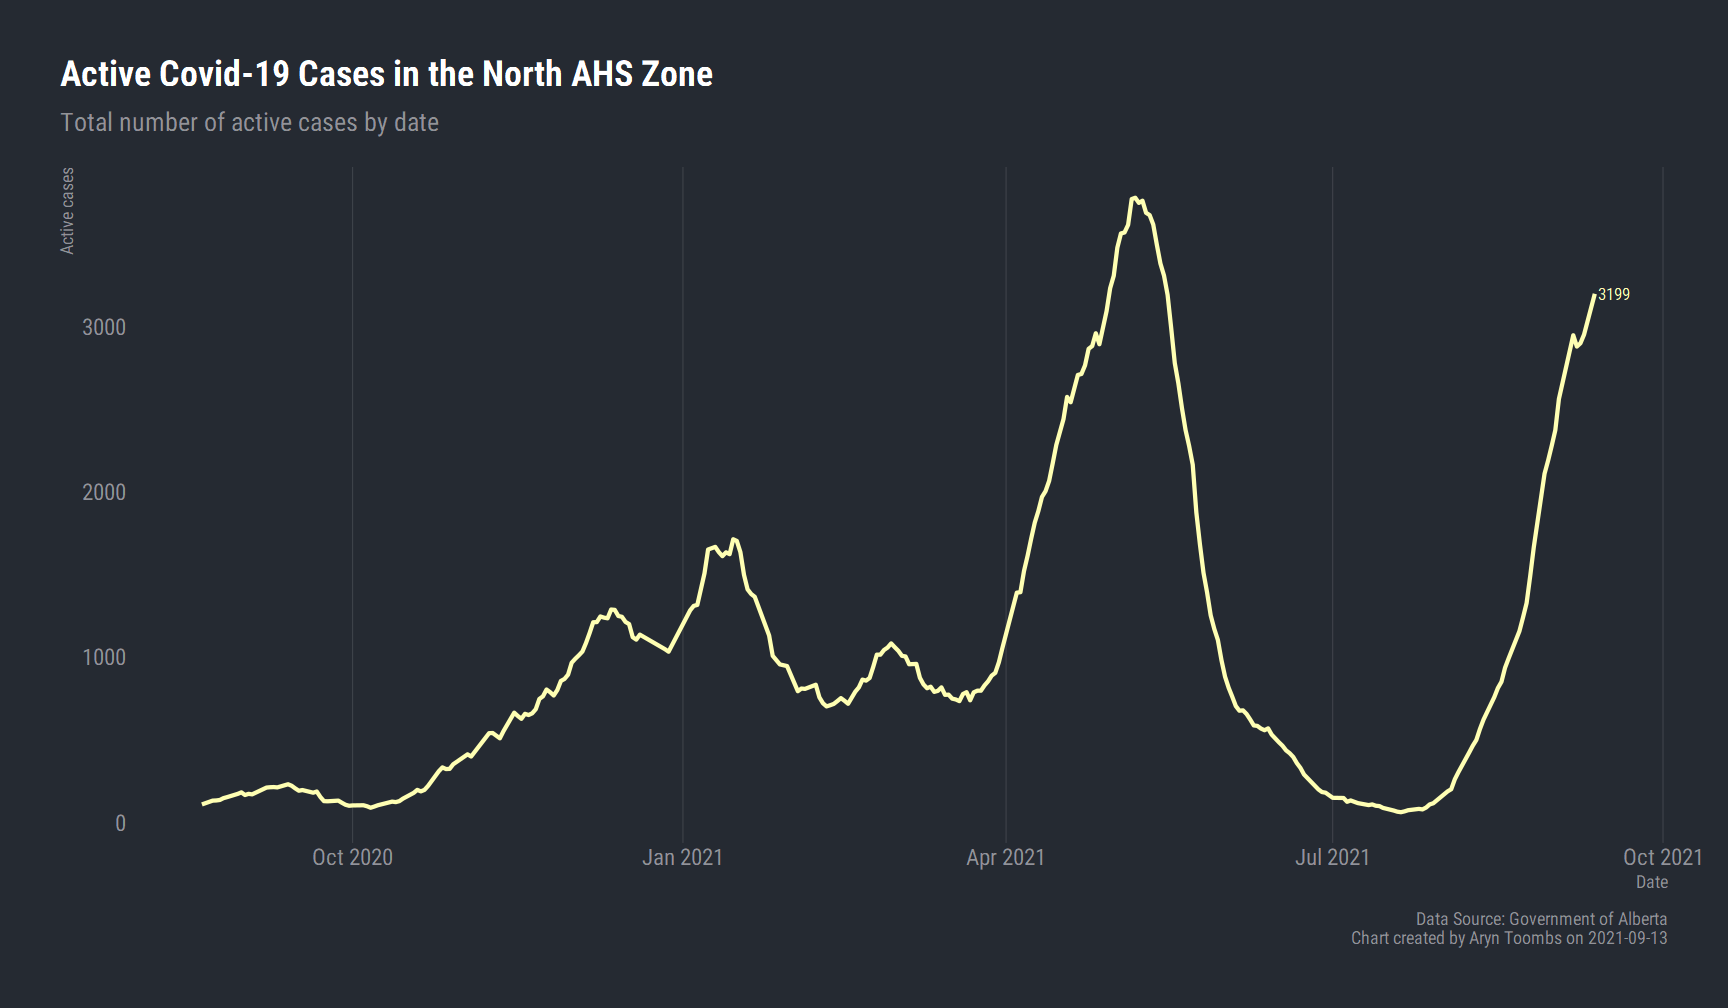 Active Covid-19 Cases in the North AHS Zone
Total number of active cases by date
Active cases
3199
3000
2000
1000
0
Oct 2020
Jan 2021
Apr 2021
Jul 2021
Oct 2021
Date
Data Source: Government of Alberta
Chart created by Aryn Toombs on 2021-09-13